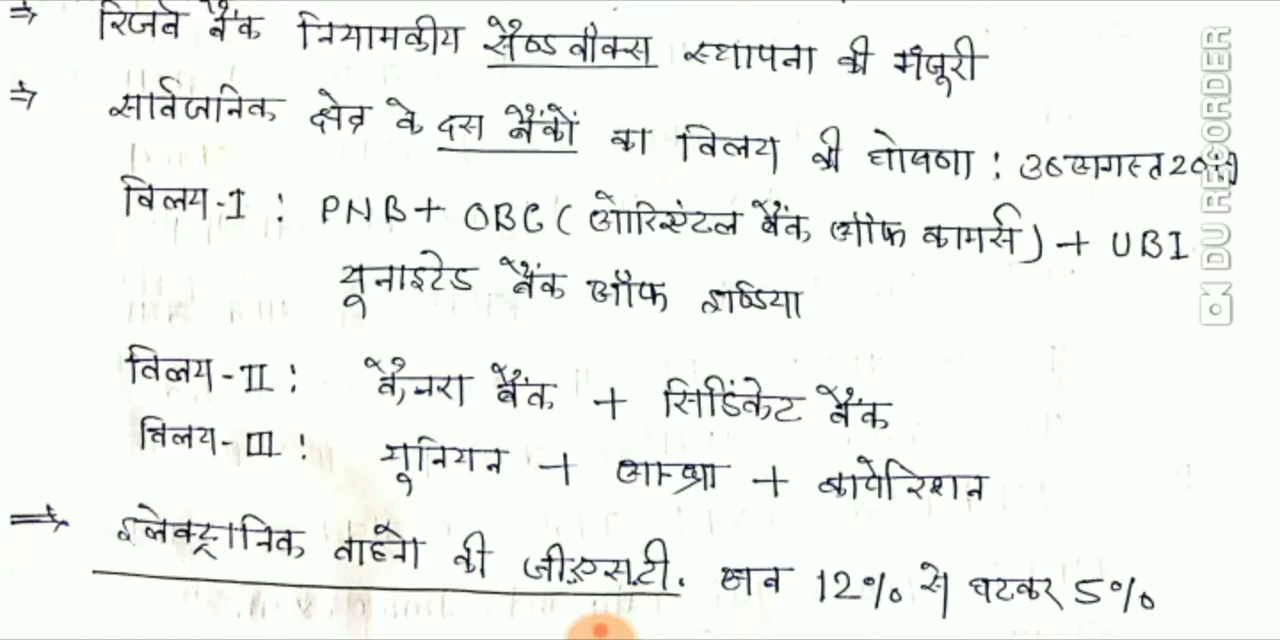 ⇒ रिजर्व बैंक नियामकीय सैण्डबौक्स स्थापना की मंजूरी
⇒ सार्वजनिक क्षेत्र के दस बैंकों का विलय की घोषणा : 30 अगस्त 2019
विलय-I : PNB + OBC (ओरिएंटल बैंक ऑफ कामर्स) + UBI
यूनाइटेड बैंक ऑफ इण्डिया
विलय-II : कैनरा बैंक + सिडिंकेट बैंक
विलय-III : यूनियन + आन्ध्रा + कार्पोरेशन
⇒ इलेक्ट्रानिक वाहनो की जीएसटी. अब 12% से घटकर 5%
DU RECORDER